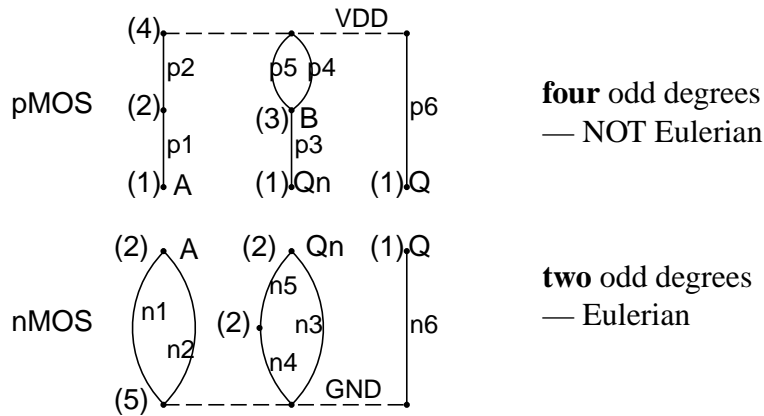 (4) VDD
p2 p5 p4
pMOS (2) (3) B p6
p1 p3
(1) A (1) Qn (1) Q
four odd degrees
— NOT Eulerian
(2) A (2) Qn (1) Q
n5
nMOS n1 (2) n3 n6
n2 n4
(5) GND
two odd degrees
— Eulerian